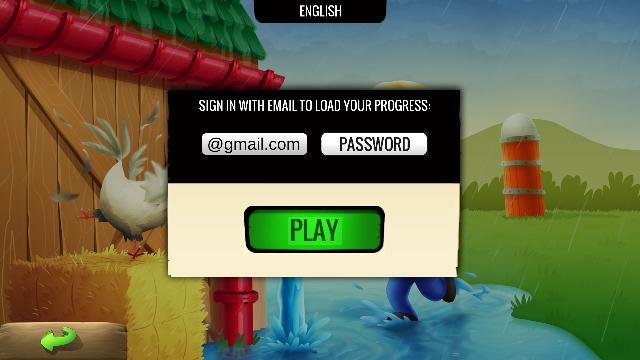 ENGLISH
SIGN IN WITH EMAIL TO LOAD YOUR PROGRESS:
@gmail.com PASSWORD
PLAY